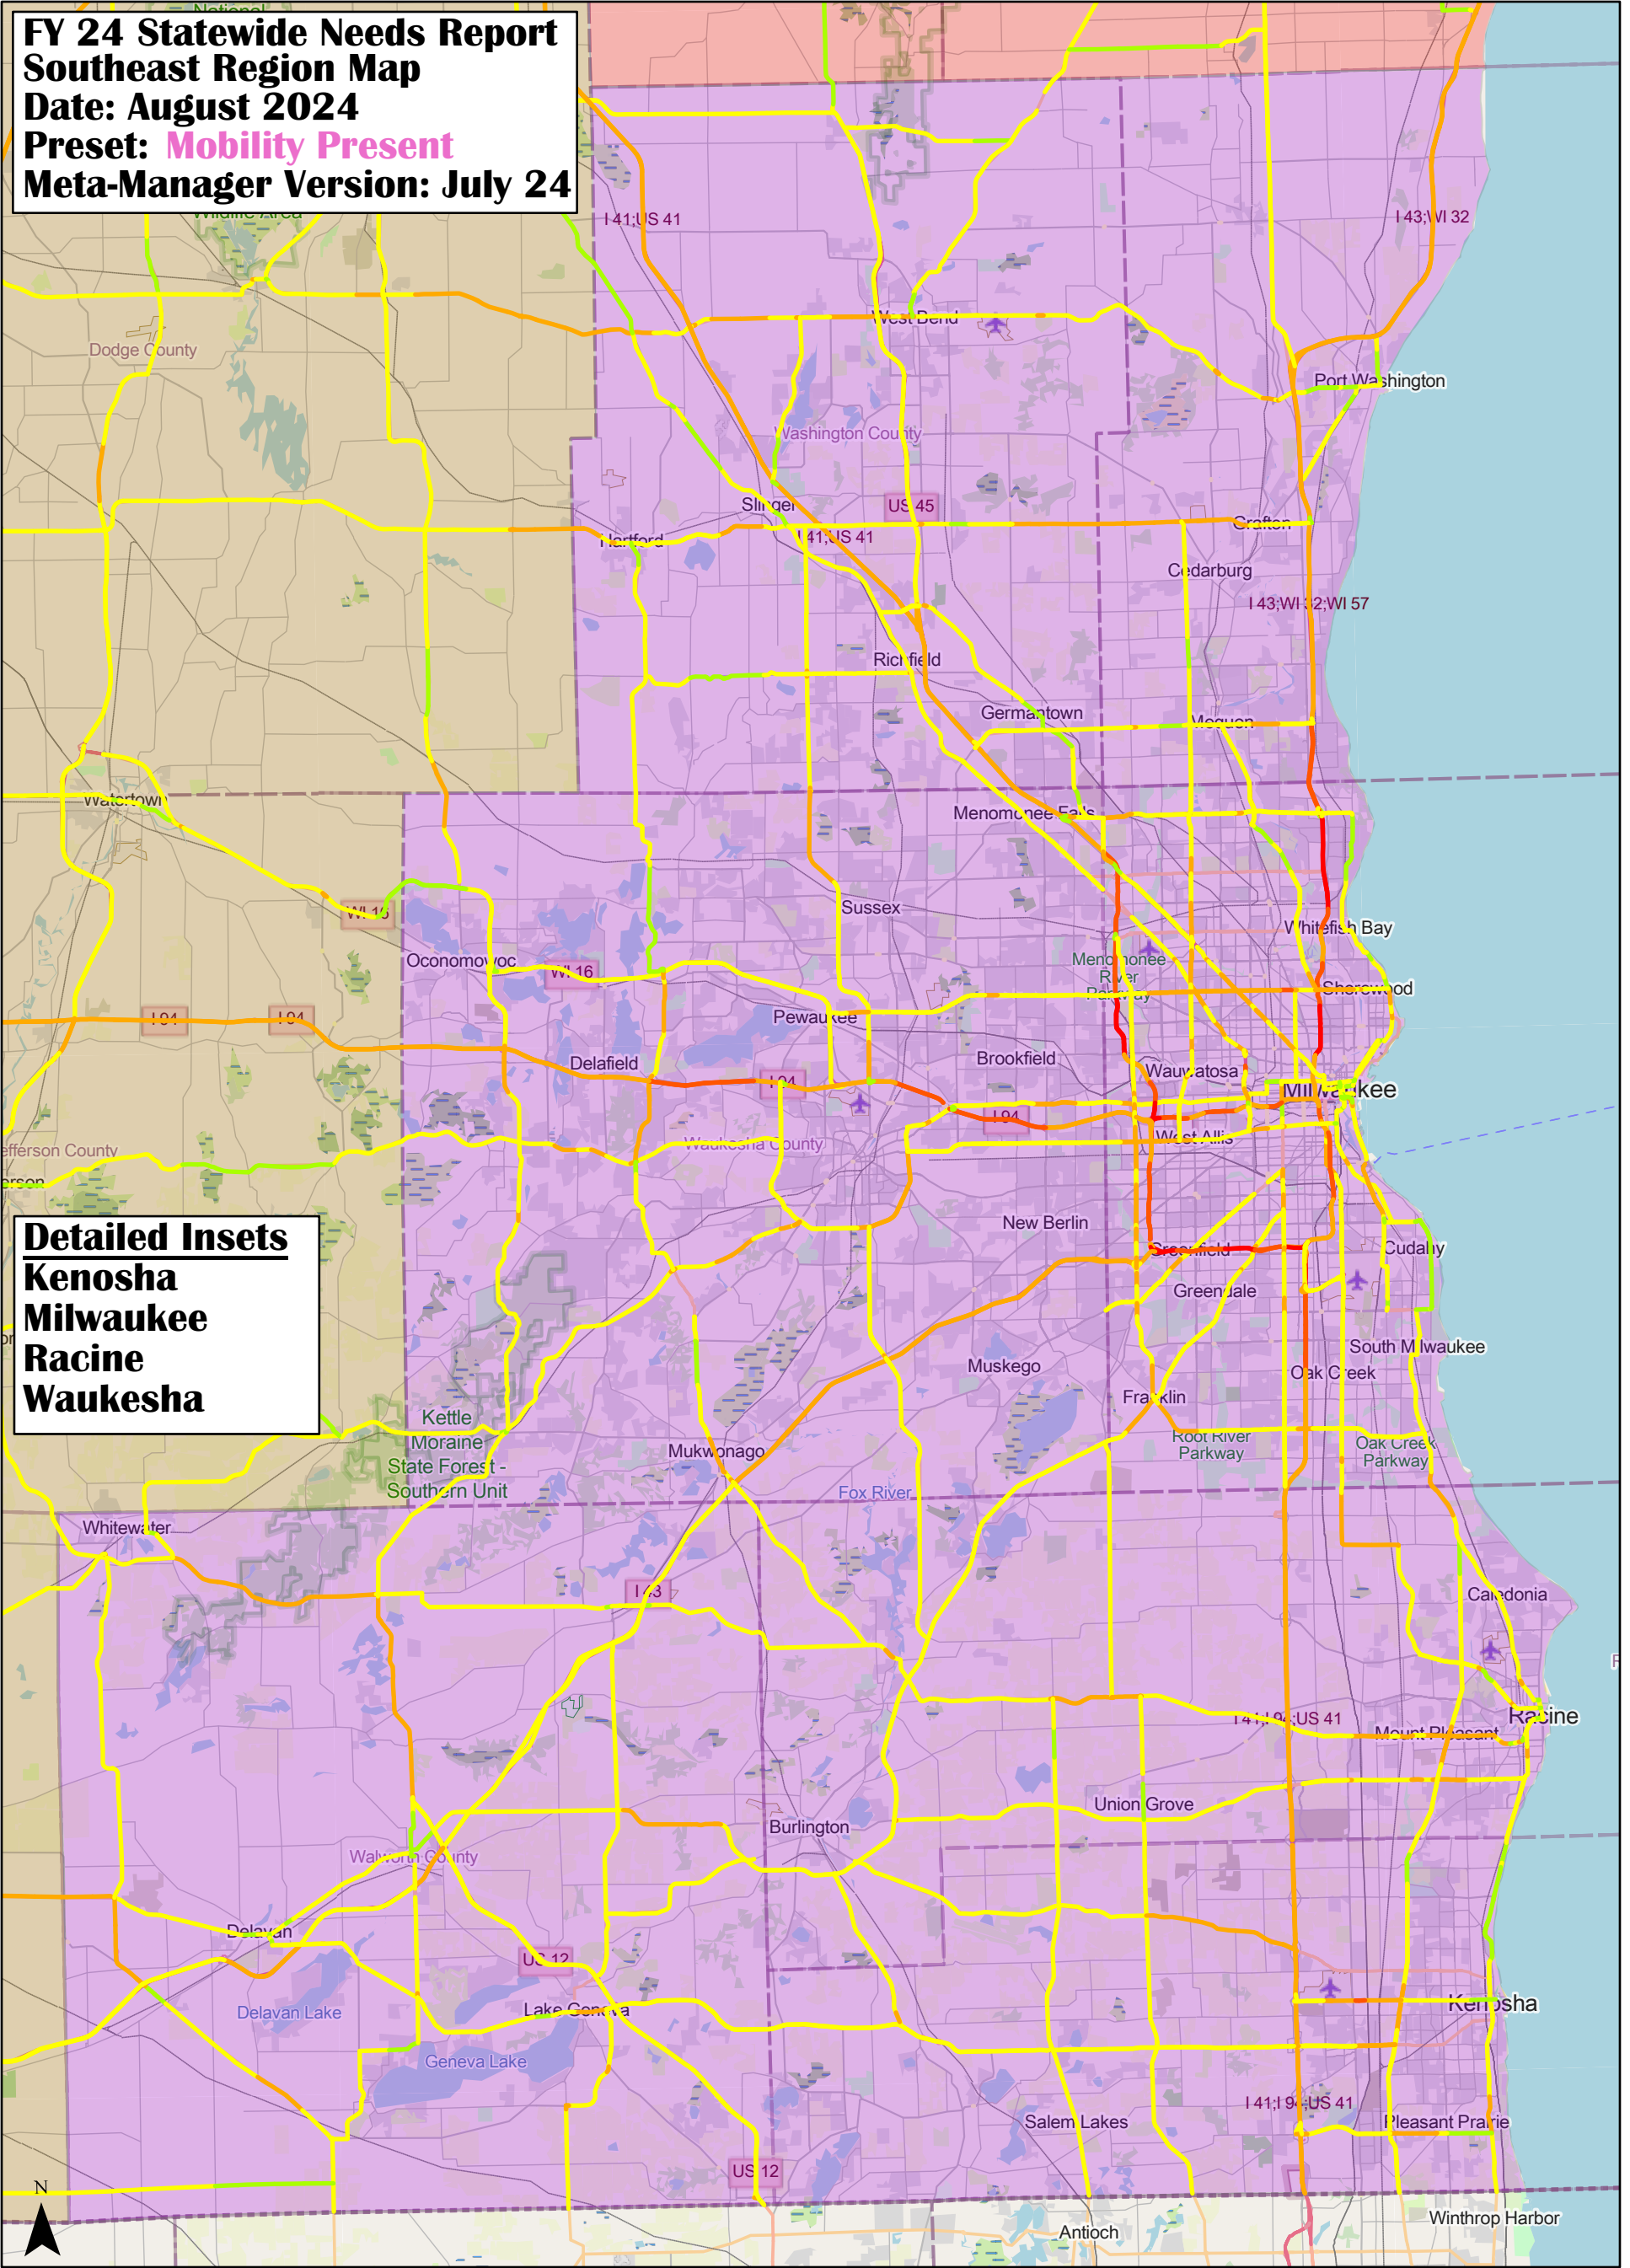 National
FY 24 Statewide Needs Report
Southeast Region Map
Date: August 2024
Preset: Mobility Present
Meta-Manager Version: July 24
Wildlife Area
I 41;US 41
I 43;WI 32
West Bend
Dodge County
Port Washington
Washington County
Slinger
US 45
Grafton
Hartford
I 41;US 41
Cedarburg
I 43;WI 32;WI 57
Richfield
Germantown
Mequon
Watertown
Menomonee Falls
WI 16
Sussex
Whitefish Bay
Oconomowoc
WI 16
Menomonee
River
Parkway
Shorewood
I 94
I 94
Pewaukee
Delafield
Brookfield
Wauwatosa
I 94
Milwaukee
I 94
West Allis
Waukesha County
efferson County
erson
New Berlin
Greenfield
Cudahy
Greendale
Detailed Insets
Kenosha
Milwaukee
Racine
Waukesha
South Milwaukee
Muskego
Oak Creek
Franklin
Kettle
Moraine
State Forest -
Southern Unit
Mukwonago
Root River
Parkway
Oak Creek
Parkway
Fox River
Whitewater
I 43
Caledonia
I 41;I 94;US 41
Racine
Mount Pleasant
Union Grove
Burlington
Walworth County
Delavan
US 12
Delavan Lake
Lake Geneva
Kenosha
Geneva Lake
I 41;I 94;US 41
Salem Lakes
Pleasant Prairie
US 12
N
Antioch
Winthrop Harbor